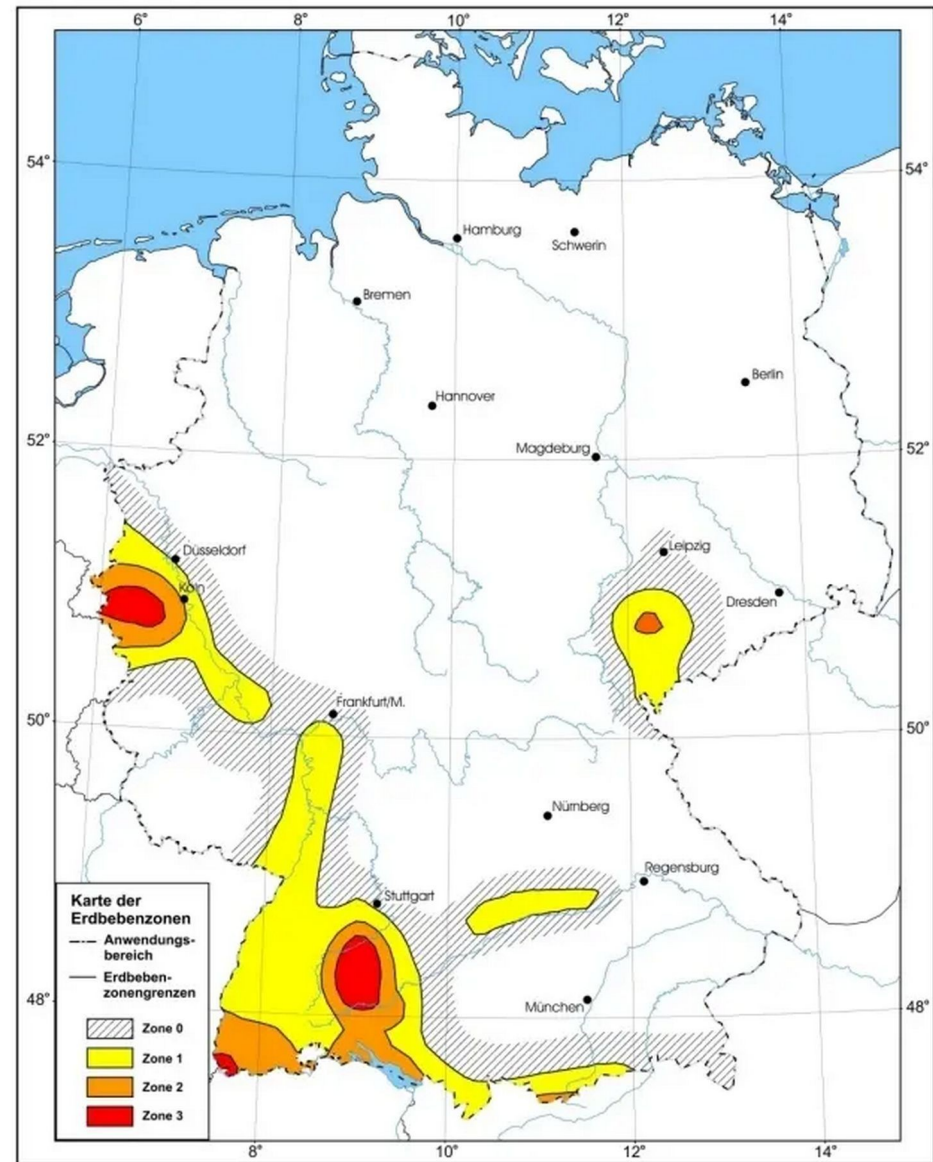 6°
8°
10°
12°
14°
54°
54°
Hamburg
Schwerin
Bremen
Berlin
Hannover
52°
52°
Magdeburg
Düsseldorf
Leipzig
Köln
Dresden
Frankfurt/M.
50°
50°
Nürnberg
Regensburg
Stuttgart
48°
48°
München
Karte der
Erdbebenzonen
Anwendungs-
bereich
Erdbeben-
zonengrenzen
Zone 0
Zone 1
Zone 2
Zone 3
8°
10°
12°
14°